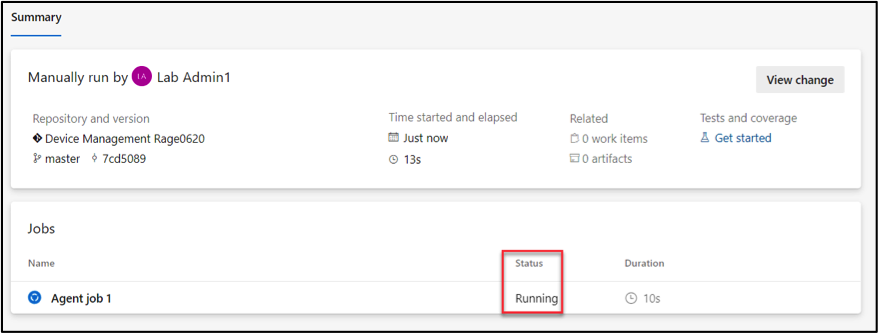 Summary
Manually run by LA Lab Admin1
View change
Repository and version
Device Management Rage0620
master 7cd5089
Time started and elapsed
Just now
13s
Related
0 work items
0 artifacts
Tests and coverage
Get started
Jobs
Name Status Duration
Agent job 1 Running 10s